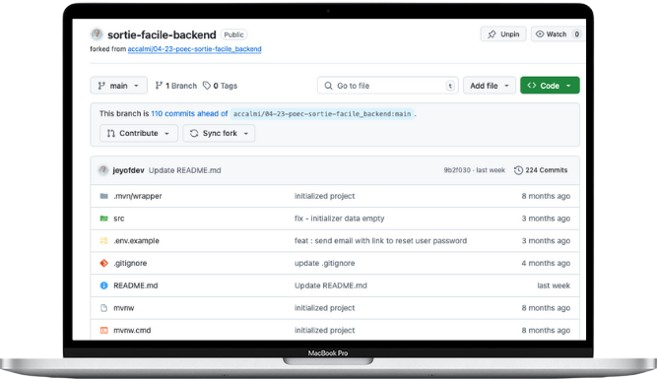 sortie-facile-backend Public Unpin Watch 0
forked from accalmi/04-23-poec-sortie-facile_backend
main 1 Branch 0 Tags Go to file t Add file Code
This branch is 110 commits ahead of accalmi/04-23-poec-sortie-facile_backend:main .
Contribute Sync fork
jeyofdev Update README.md 9b2f030 · last week 224 Commits
.mvn/wrapper initialized project 8 months ago
src fix - initializer data empty 3 months ago
.env.example feat : send email with link to reset user password 3 months ago
.gitignore update .gitignore 4 months ago
README.md Update README.md last week
mvnw initialized project 8 months ago
mvnw.cmd initialized project 8 months ago
MacBook Pro